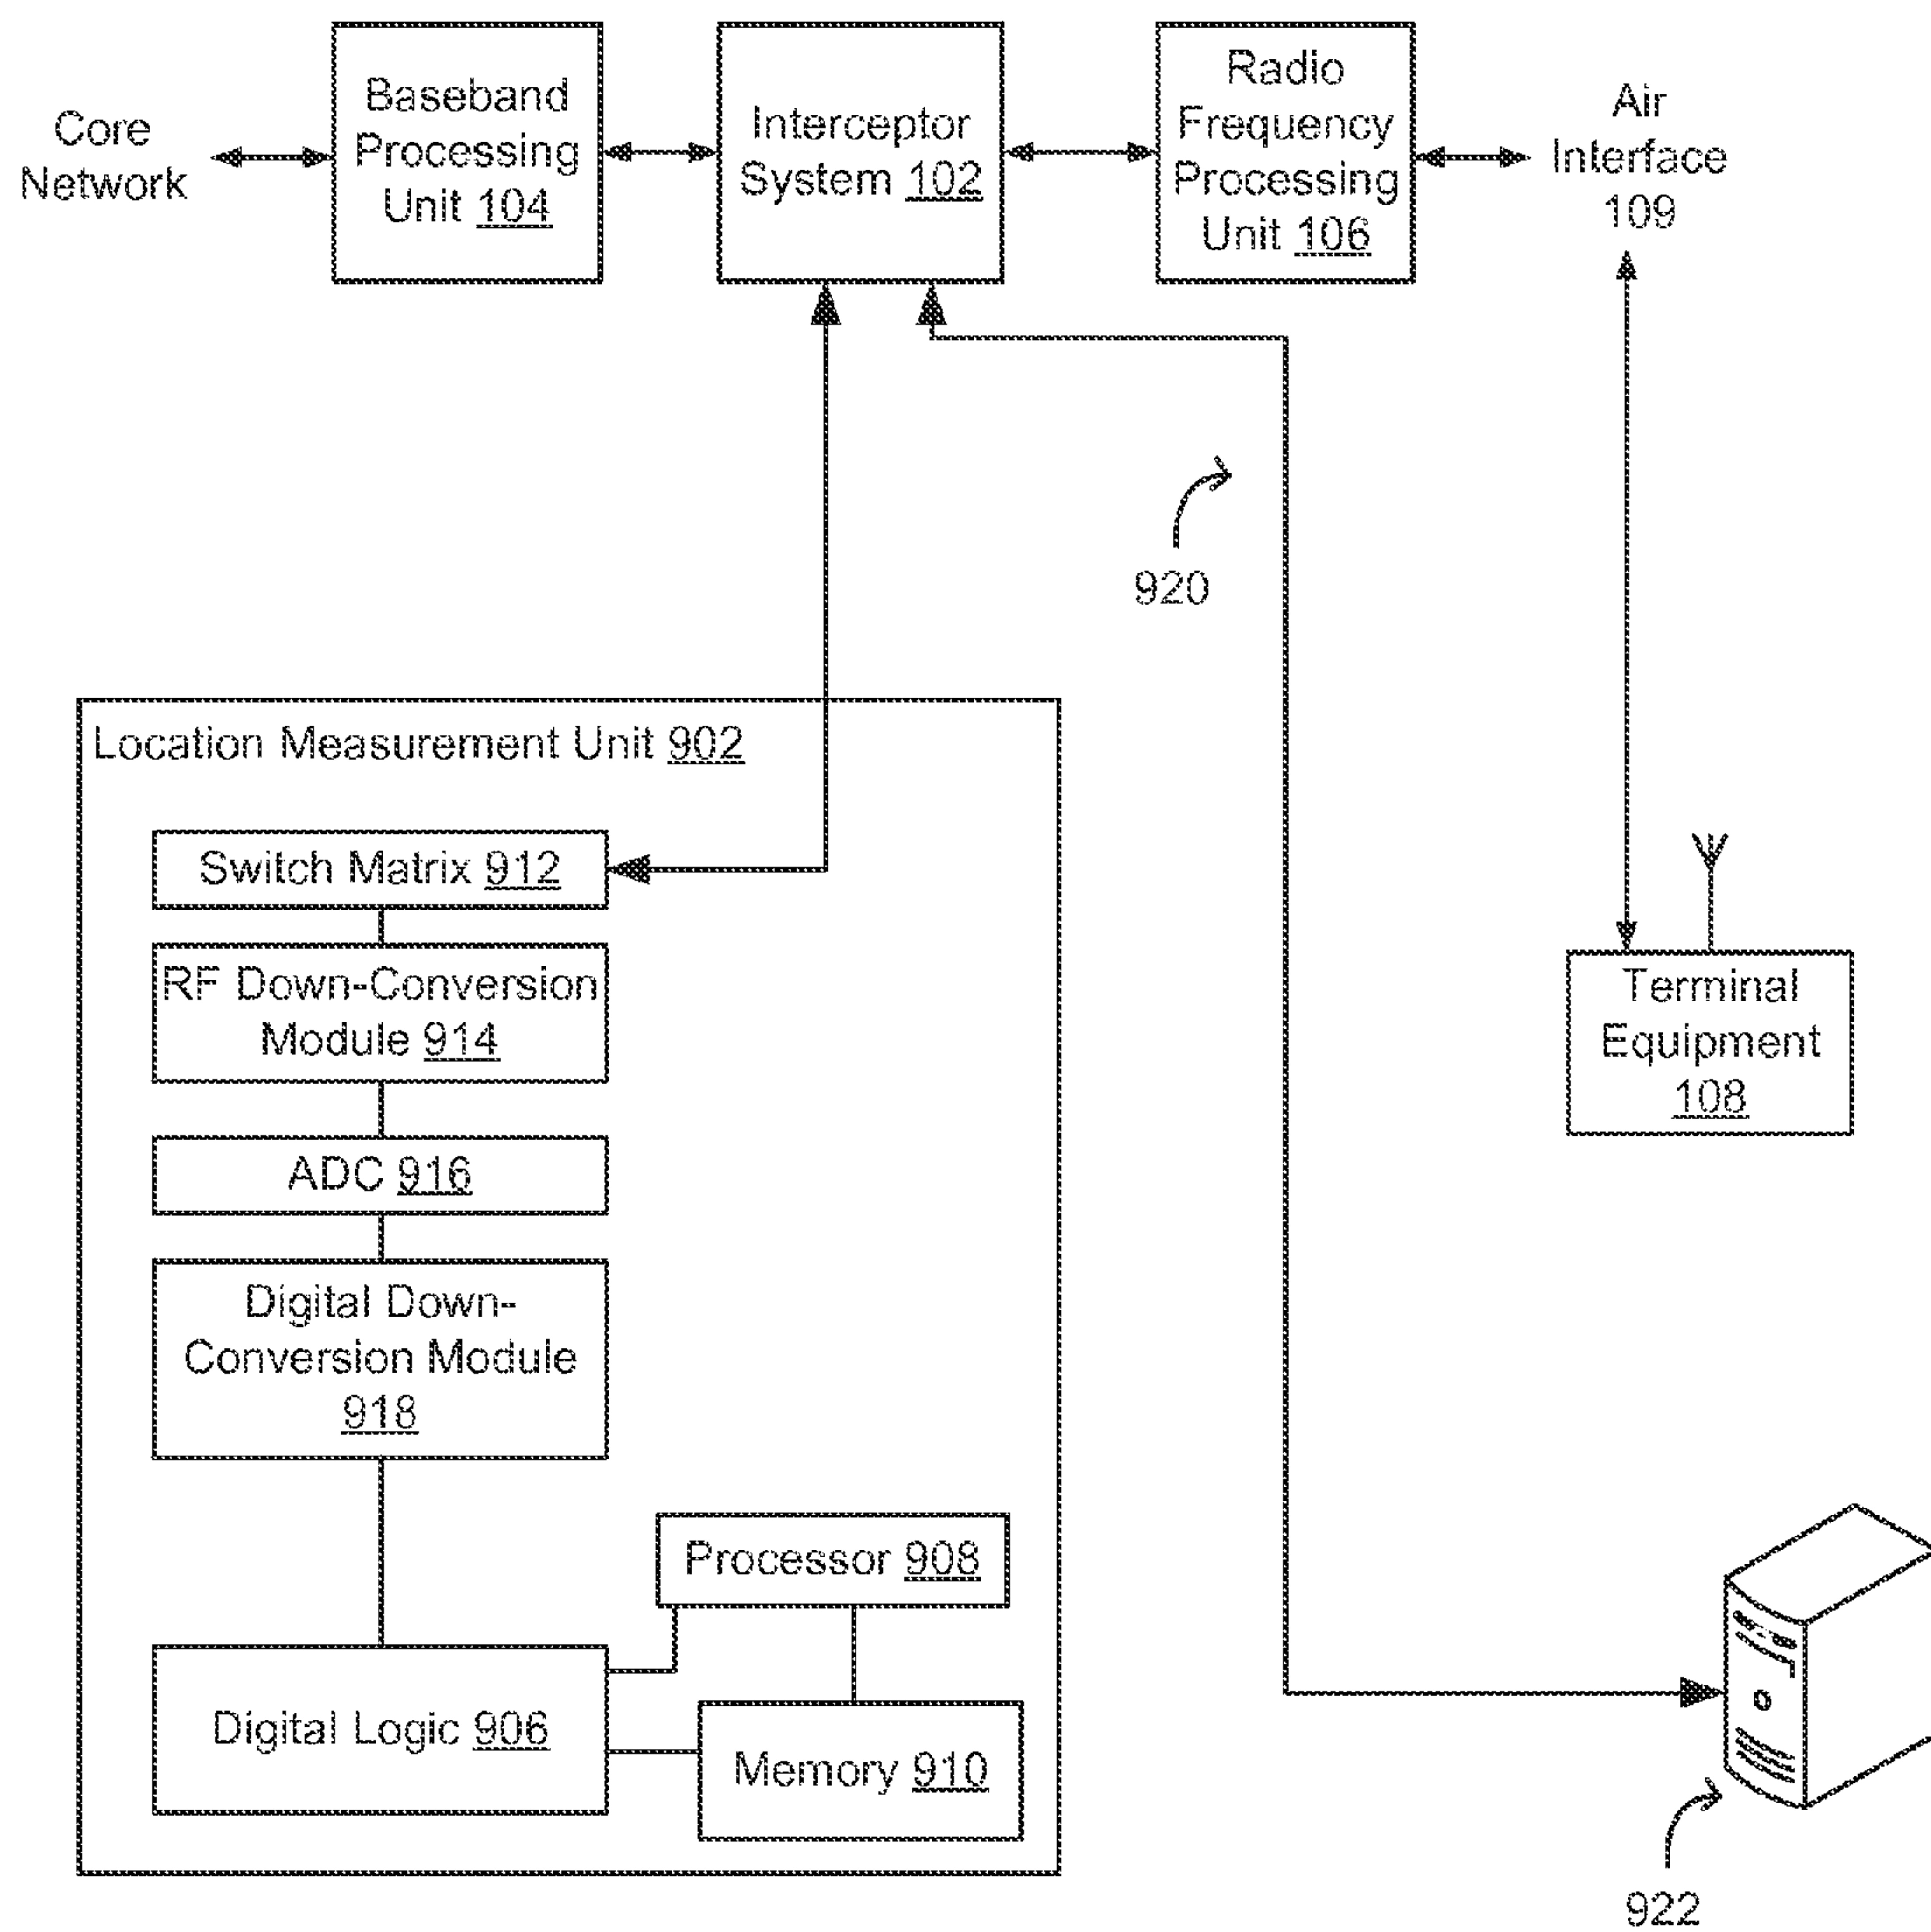 Core
Network
Baseband
Processing
Unit 104
Interceptor
System 102
Radio
Frequency
Processing
Unit 106
Air
Interface
109
920
Location Measurement Unit 902
Switch Matrix 912
RF Down-Conversion
Module 914
ADC 916
Digital Down-
Conversion Module
918
Processor 908
Digital Logic 906
Memory 910
Terminal
Equipment
108
922